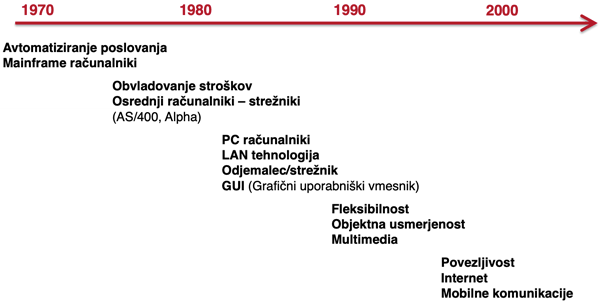 1970 1980 1990 2000
Avtomatiziranje poslovanja
Mainframe računalniki
Obvladovanje stroškov
Osrednji računalniki – strežniki
(AS/400, Alpha)
PC računalniki
LAN tehnologija
Odjemalec/strežnik
GUI (Grafični uporabniški vmesnik)
Fleksibilnost
Objektna usmerjenost
Multimedia
Povezljivost
Internet
Mobilne komunikacije